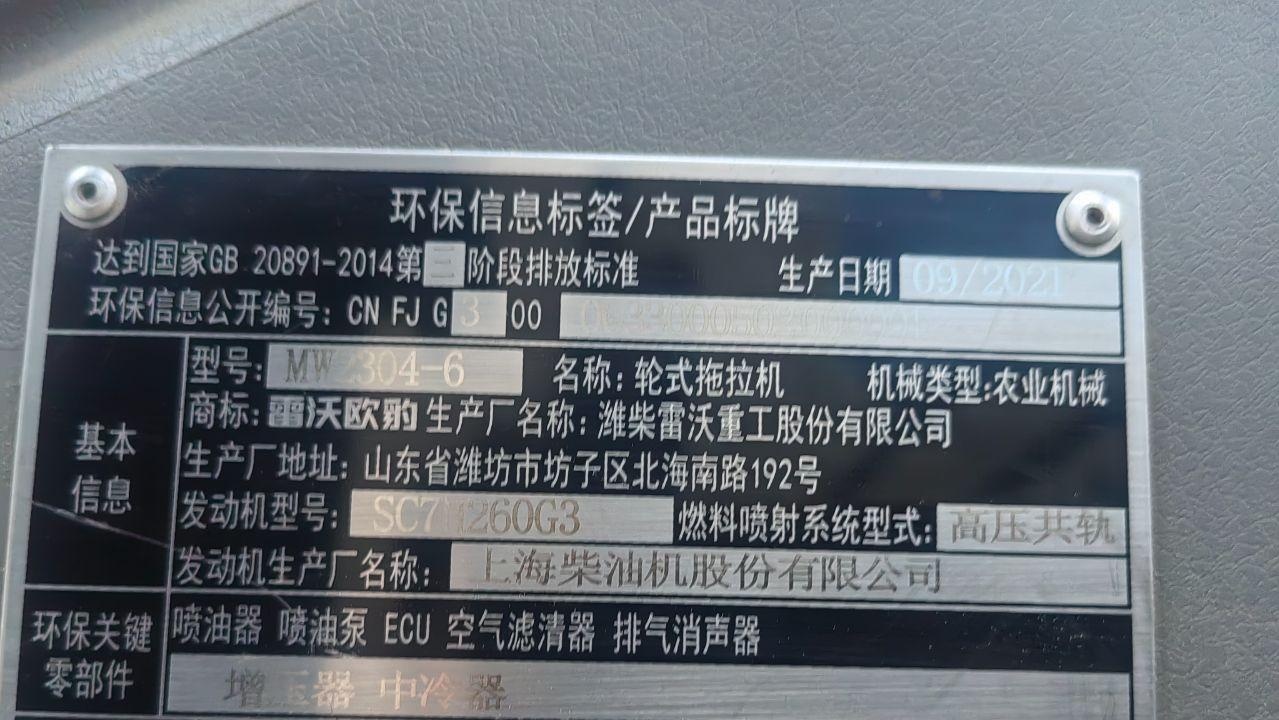 环保信息标签/产品标牌
达到国家GB 20891-2014第三阶段排放标准 生产日期 09/2021
环保信息公开编号: CN FJ G 3 00
型号: MW2304-6 名称: 轮式拖拉机 机械类型:农业机械
商标: 雷沃欧豹 生产厂名称: 潍柴雷沃重工股份有限公司
基本信息
生产厂地址: 山东省潍坊市坊子区北海南路192号
发动机型号: SC7H260G3 燃料喷射系统型式: 高压共轨
发动机生产厂名称: 上海柴油机股份有限公司
环保关键零部件
喷油器 喷油泵 ECU 空气滤清器 排气消声器
增压器 中冷器